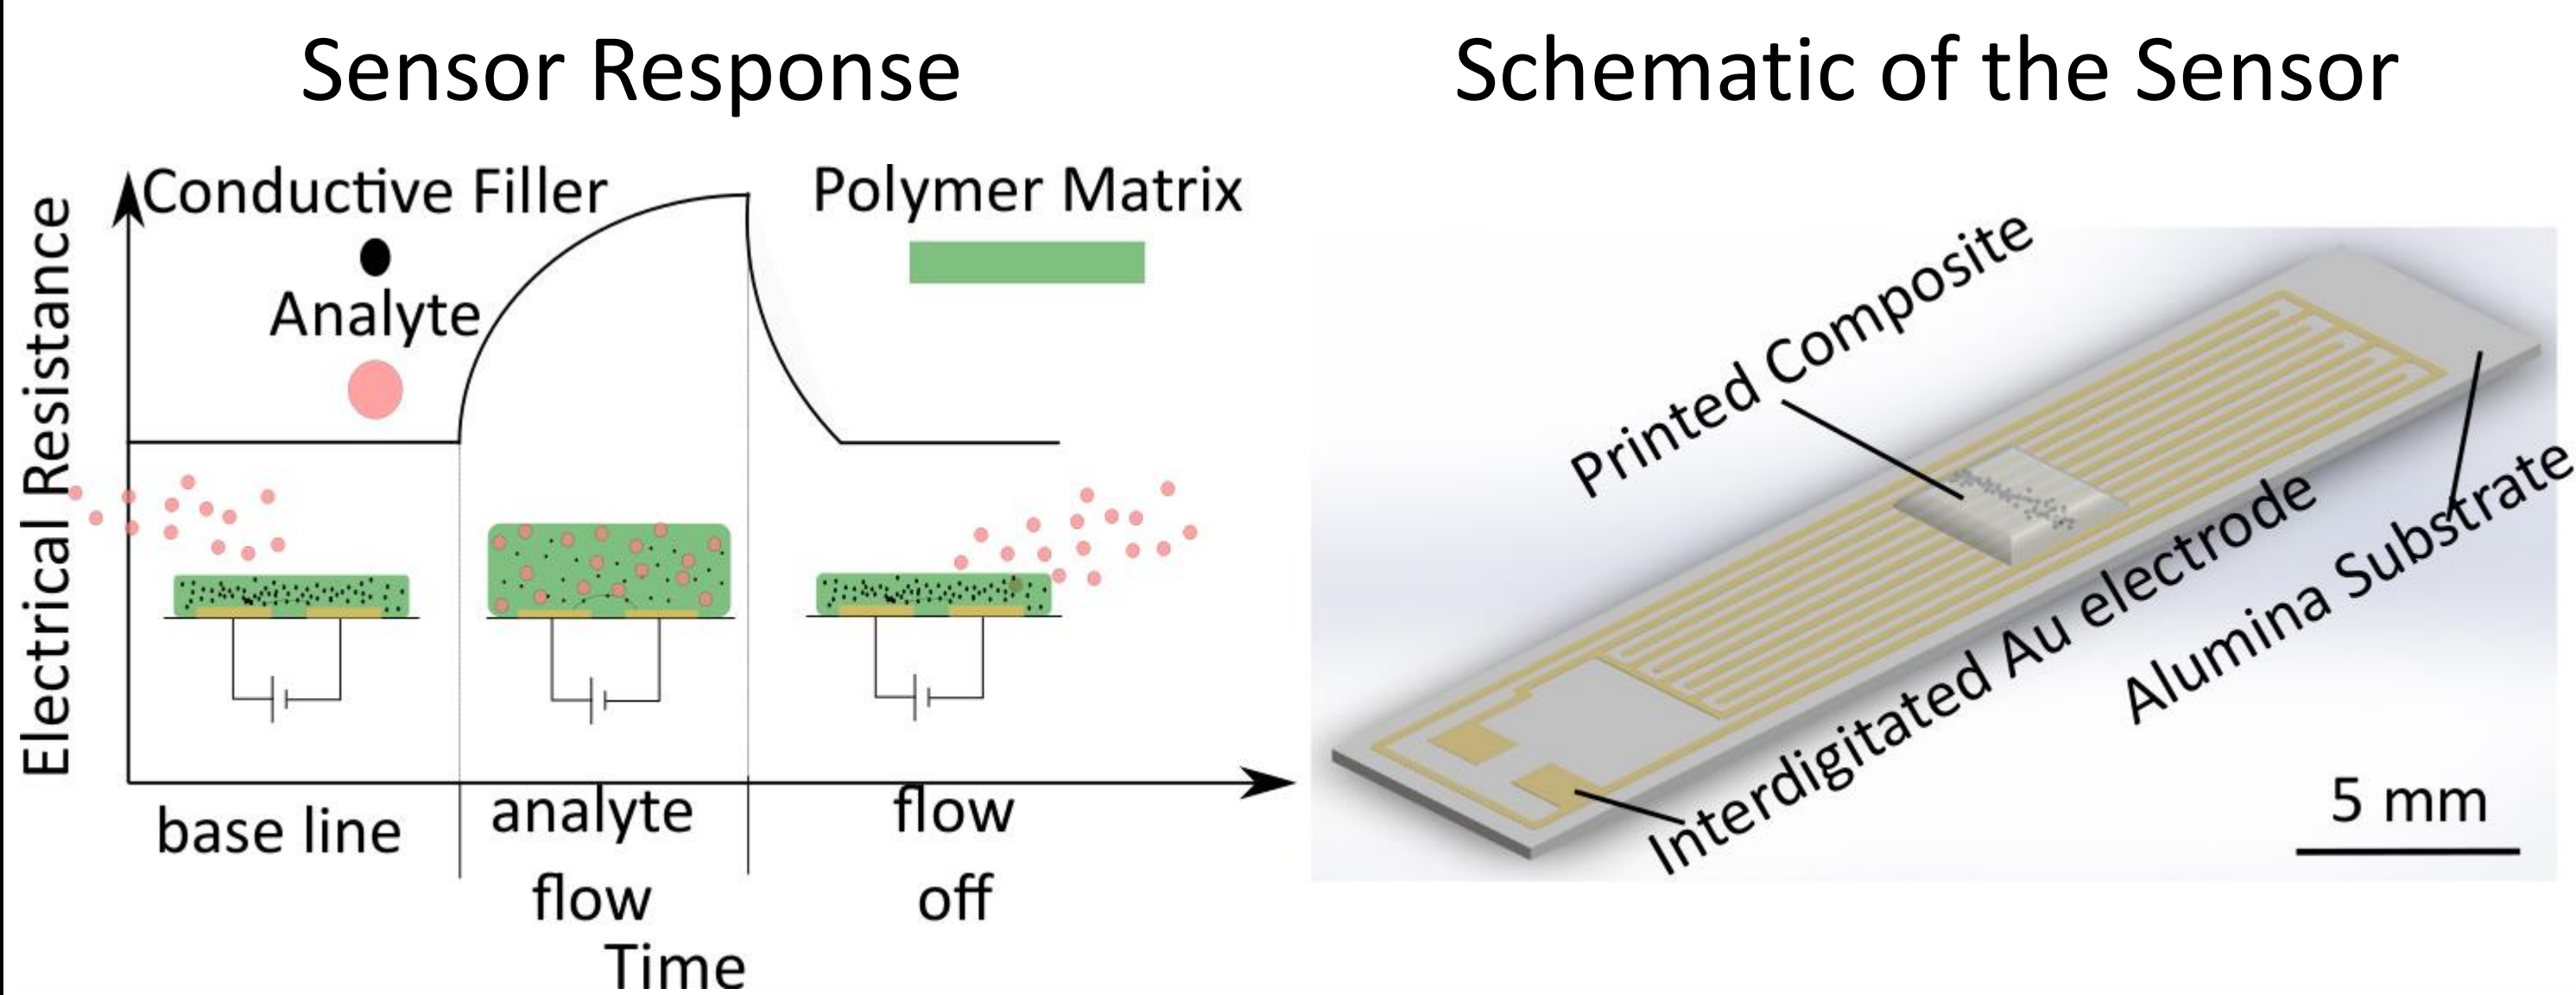 Sensor Response
Schematic of the Sensor
Electrical Resistance
Conductive Filler
Analyte
Polymer Matrix
base line
analyte
flow
flow
off
Time
Printed Composite
Interdigitated Au electrode
Alumina Substrate
5 mm